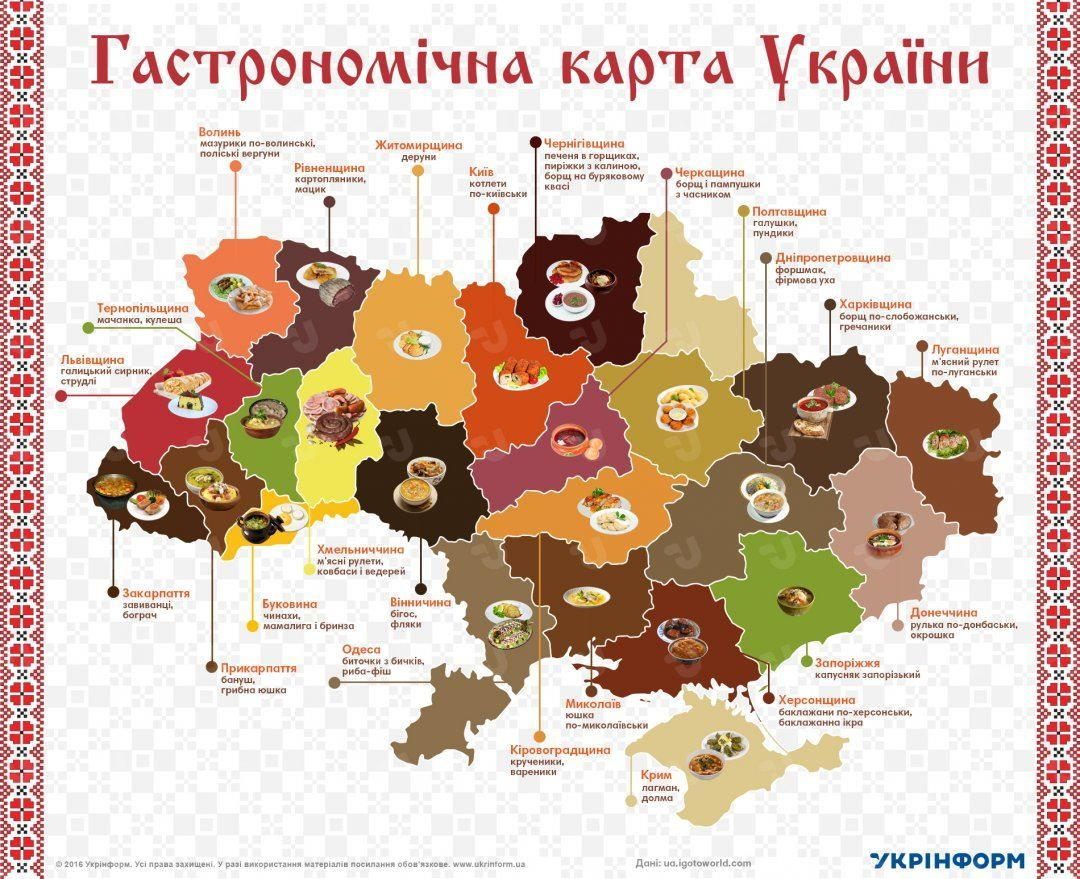 Гастрономічна карта України
Волинь
мазурики по-волинські,
поліські вергуни
Рівненщина
картопляники,
мацик
Житомирщина
деруни
Київ
котлети
по-київськи
Чернігівщина
печеня в горщиках,
пиріжки з калиною,
борщ на буряковому
квасі
Черкащина
борщ і пампушки
з часником
Полтавщина
галушки,
пундики
Дніпропетровщина
форшмак,
фірмова уха
Харківщина
борщ по-слобожанськи,
гречаники
Луганщина
м'ясний рулет
по-луганськи
Тернопільщина
мачанка, кулеша
Львівщина
галицький сирник,
струдлі
Закарпаття
завиванці,
бограч
Прикарпаття
бануш,
грибна юшка
Буковина
чинахи,
мамалига і бринза
Хмельниччина
м'ясні рулети,
ковбаси і ведерей
Вінничина
бігос,
фляки
Одеса
биточки з бичків,
риба-фіш
Кіровоградщина
крученики,
вареники
Миколаїв
юшка
по-миколаївськи
Крим
лагман,
долма
Херсонщина
баклажани по-херсонськи,
баклажанна ікра
Запоріжжя
капусняк запорізький
Донеччина
рулька по-донбаськи,
окрошка
© 2016 Укрінформ. Усі права захищені. У разі використання матеріалів посилання обов'язкове. www.ukrinform.ua
Дані: ua.igotoworld.com
УКРІНФОРМ